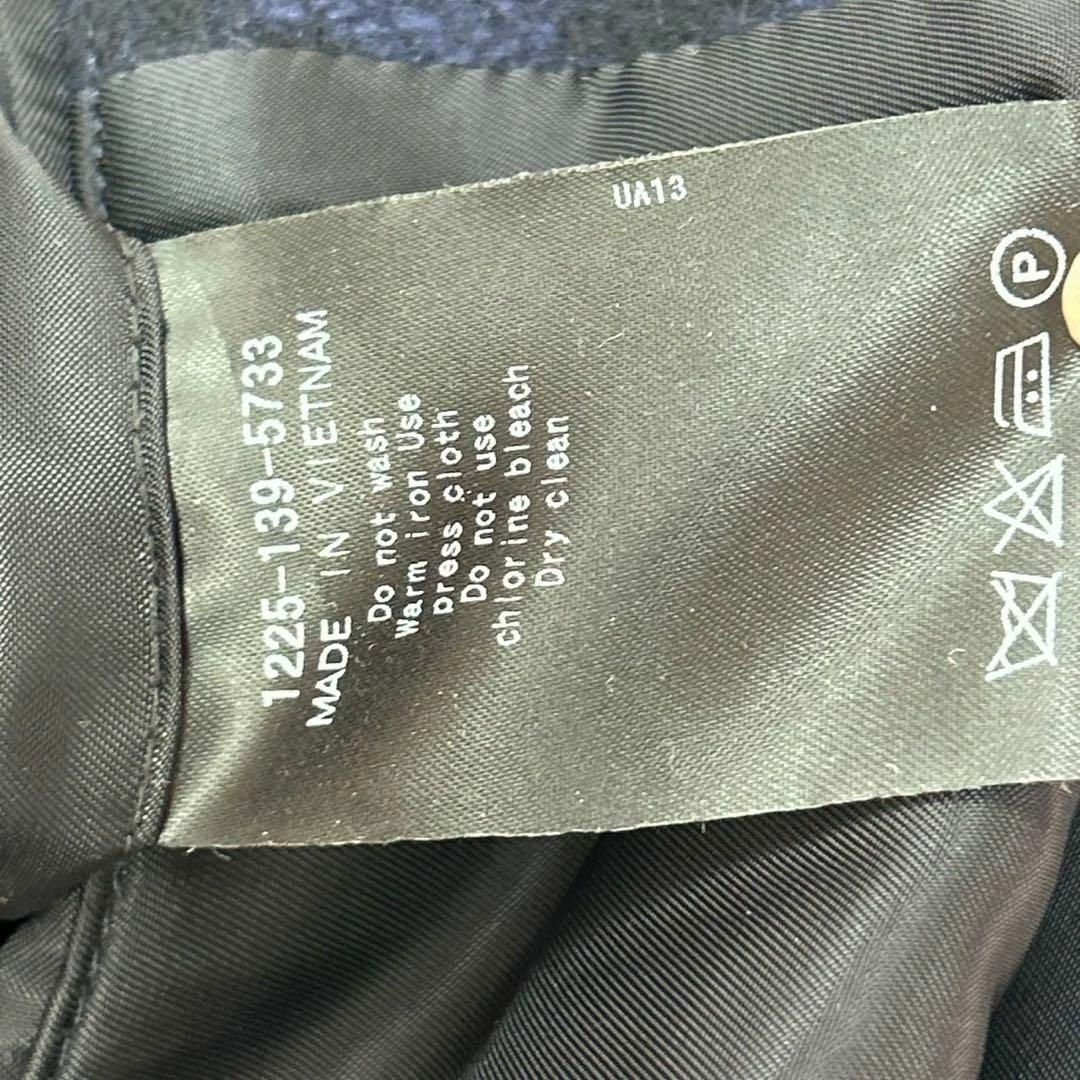 1225-139-5733
MADE IN VIETNAM
Do not wash
Warm iron Use
press cloth
Do not use
chlorine bleach
Dry clean
UA13
P